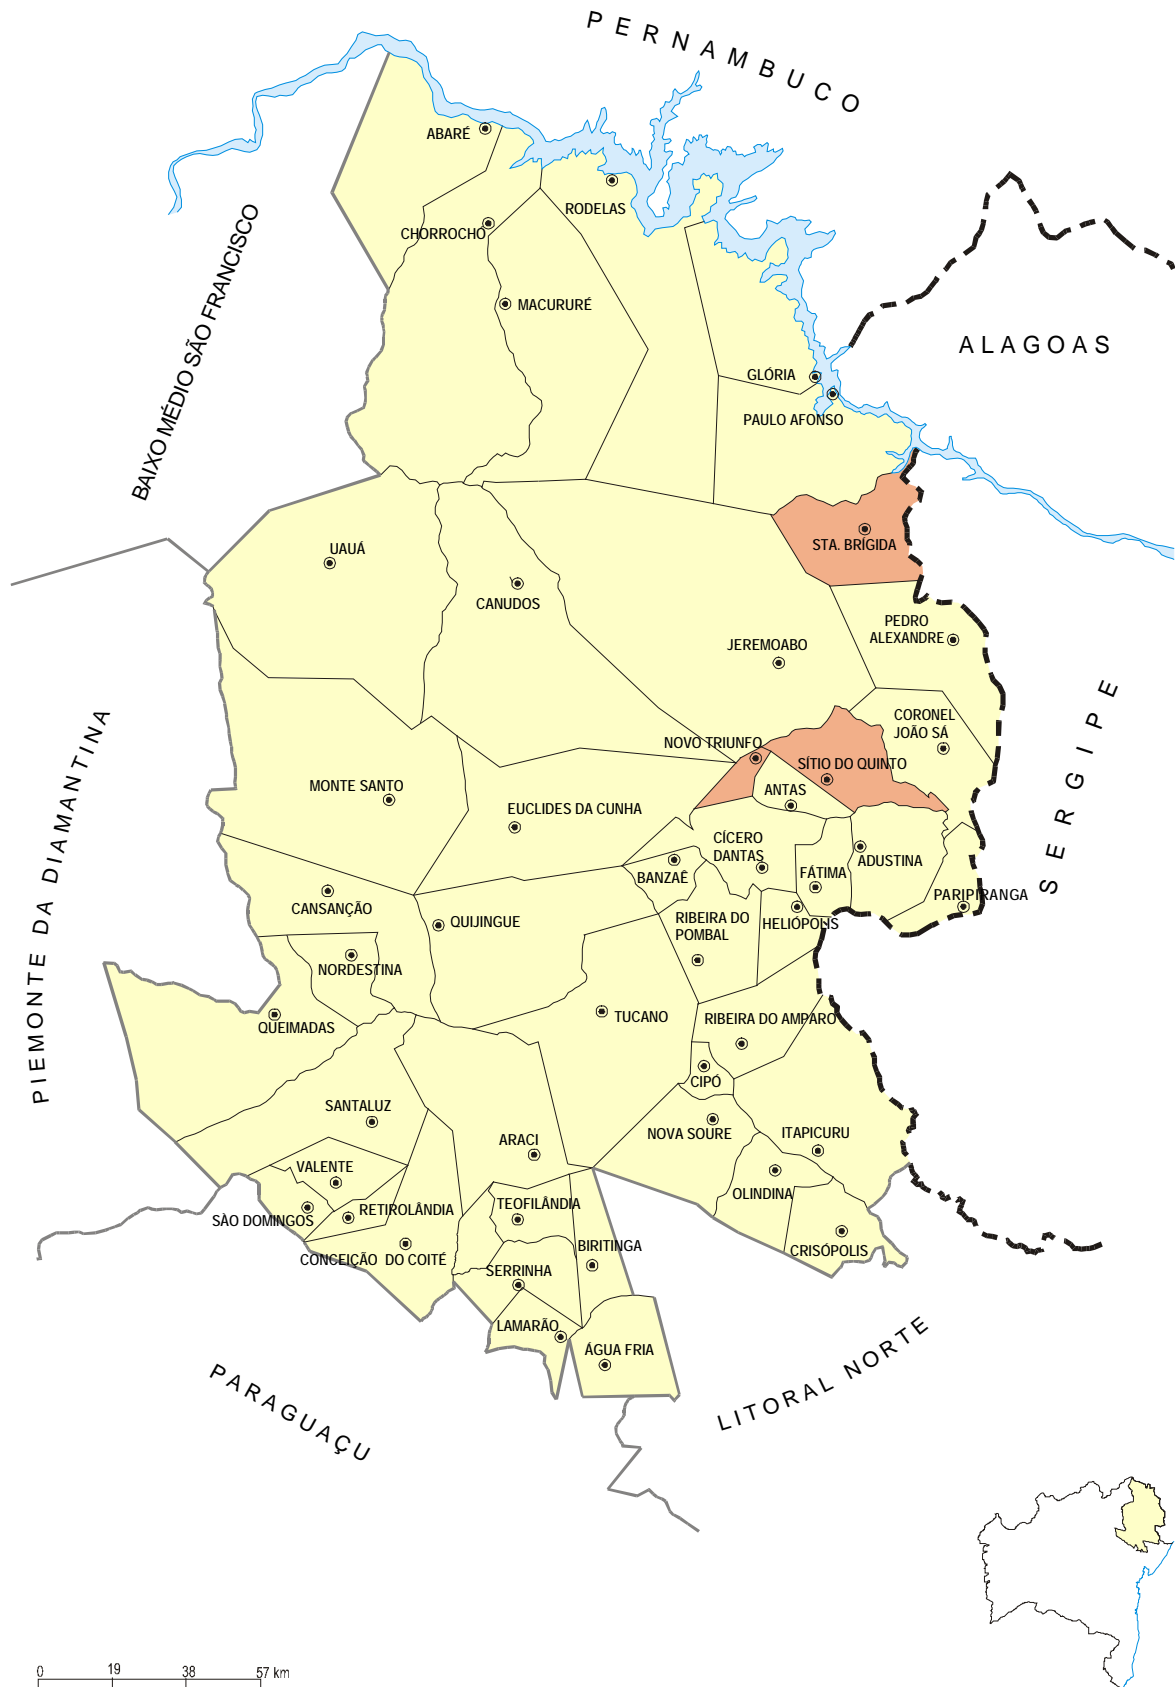 PERNAMBUCO
ABARÉ
RODELAS
CHORROCHO
BAIXO MÉDIO SÃO FRANCISCO
MACURURÉ
ALAGOAS
GLÓRIA
PAULO AFONSO
STA. BRÍGIDA
UAUÁ
CANUDOS
PEDRO
ALEXANDRE
JEREMOABO
SERGIPE
CORONEL
JOÃO SÁ
NOVO TRIUNFO
SÍTIO DO QUINTO
PIEMONTE DA DIAMANTINA
MONTE SANTO
ANTAS
EUCLIDES DA CUNHA
CÍCERO
DANTAS
ADUSTINA
BANZAÊ
FÁTIMA
CANSANÇÃO
PARIPIRANGA
QUIJINGUE
RIBEIRA DO
POMBAL
HELIÓPOLIS
NORDESTINA
TUCANO
RIBEIRA DO AMPARO
QUEIMADAS
CIPÓ
SANTALUZ
NOVA SOURE
ITAPICURU
ARACI
VALENTE
OLINDINA
TEOFILÂNDIA
RETIROLÂNDIA
SÀO DOMINGOS
BIRITINGA
CRISÓPOLIS
CONCEIÇÃO DO COITÉ
SERRINHA
LAMARÃO
ÁGUA FRIA
PARAGUAÇU
LITORAL NORTE
0 19 38 57 km